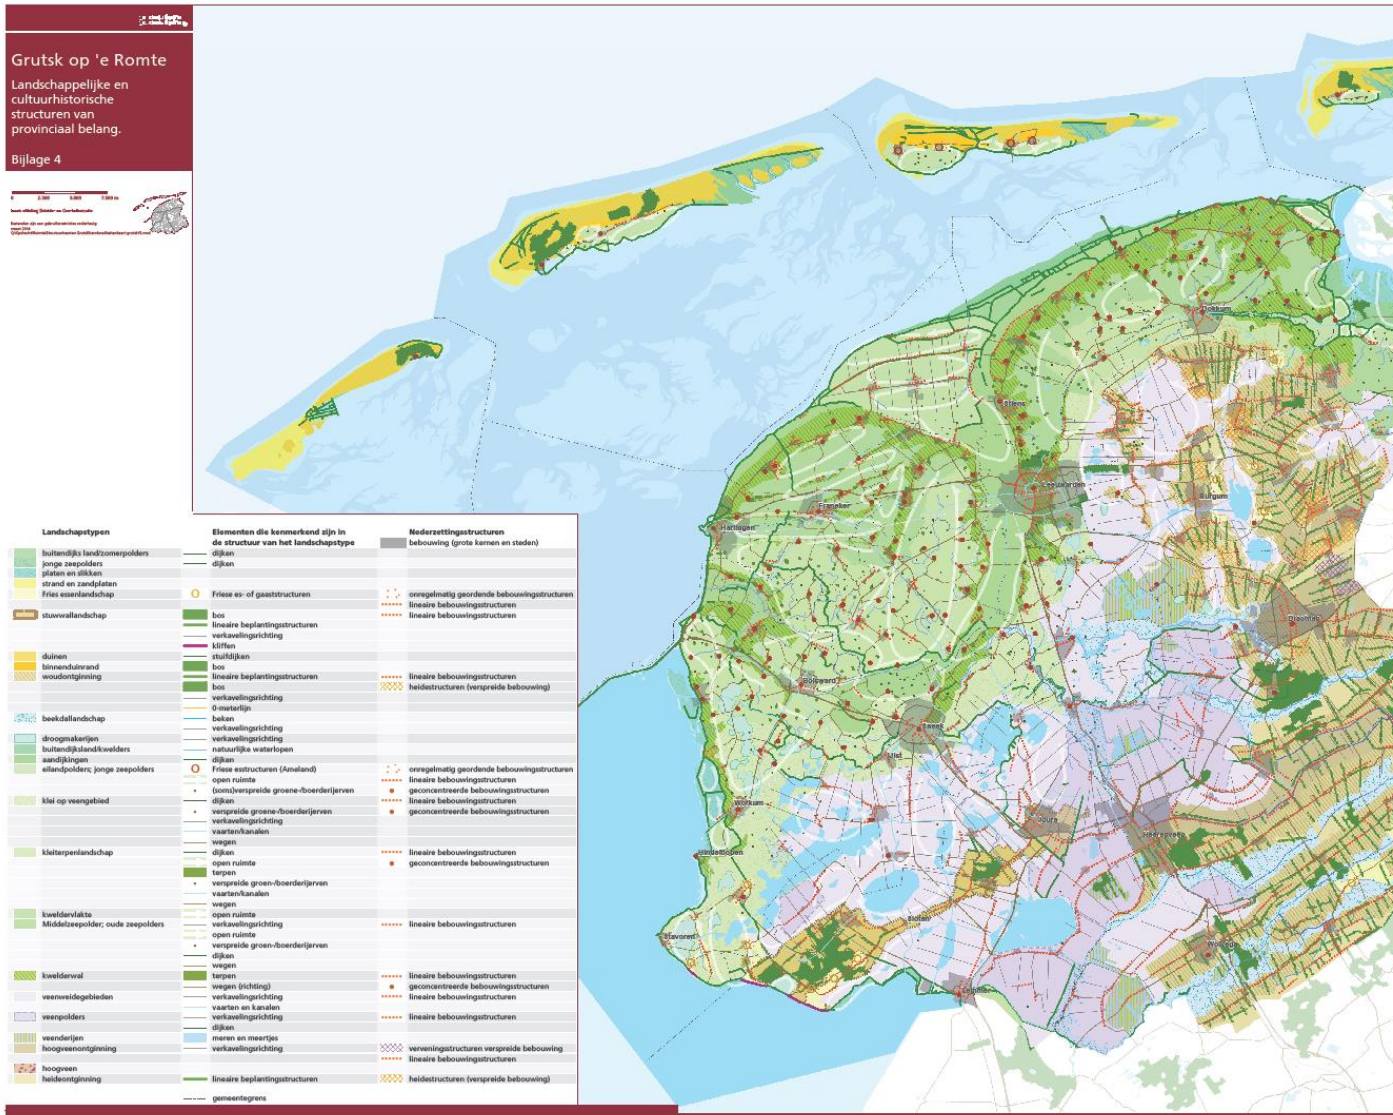 Grutsk op 'e Romte
Landschappelijke en
cultuurhistorische
structuren van
provinciaal belang.
Bijlage 4
Landschapstypen
buitendijks land/zomerpolders
jonge zeepolders
platen en slikken
strand en zandplaten
Fries essenlandschap
stuwwallandschap
duinen
binnenduinrand
woudontginning
beekdallandschap
droogmakerijen
buitendijksland/kwelders
aandijkingen
eilandpolders; jonge zeepolders
klei op veengebied
kleiterpenlandschap
kweldervlakte
Middelzeepolder; oude zeepolders
kwelderwal
veenweidegebieden
veenpolders
veenderijen
hoogveenontginning
hoogveen
heideontginning
Elementen die kenmerkend zijn in
de structuur van het landschapstype
dijken
dijken
Friese es- of gaaststructuren
bos
lineaire beplantingsstructuren
verkavelingsrichting
kliffen
stuifdijken
bos
lineaire beplantingsstructuren
bos
verkavelingsrichting
0-meterlijn
beken
verkavelingsrichting
verkavelingsrichting
natuurlijke waterlopen
dijken
Friese esstructuren (Ameland)
open ruimte
(soms)verspreide groene-/boerderijerven
dijken
verspreide groene-/boerderijerven
verkavelingsrichting
vaarten/kanalen
wegen
dijken
open ruimte
terpen
verspreide groen-/boerderijerven
vaarten/kanalen
wegen
open ruimte
verkavelingsrichting
open ruimte
verspreide groen-/boerderijerven
dijken
wegen
terpen
wegen (richting)
verkavelingsrichting
vaarten en kanalen
verkavelingsrichting
dijken
meren en meertjes
verkavelingsrichting
lineaire beplantingsstructuren
gemeentegrens
Nederzettingsstructuren
bebouwing (grote kernen en steden)
onregelmatig geordende bebouwingsstructuren
lineaire bebouwingsstructuren
lineaire bebouwingsstructuren
lineaire bebouwingsstructuren
heidestructuren (verspreide bebouwing)
onregelmatig geordende bebouwingsstructuren
lineaire bebouwingsstructuren
geconcentreerde bebouwingsstructuren
lineaire bebouwingsstructuren
geconcentreerde bebouwingsstructuren
lineaire bebouwingsstructuren
geconcentreerde bebouwingsstructuren
lineaire bebouwingsstructuren
lineaire bebouwingsstructuren
geconcentreerde bebouwingsstructuren
lineaire bebouwingsstructuren
lineaire bebouwingsstructuren
verveningsstructuren verspreide bebouwing
lineaire bebouwingsstructuren
heidestructuren (verspreide bebouwing)
Dokkum
Stiens
Leeuwarden
Burgum
Franeker
Harlingen
Drachten
Bolsward
Sneek
IJlst
Workum
Joure
Heerenveen
Hindeloopen
Sloten
Stavoren
Wolvega
Lemmer